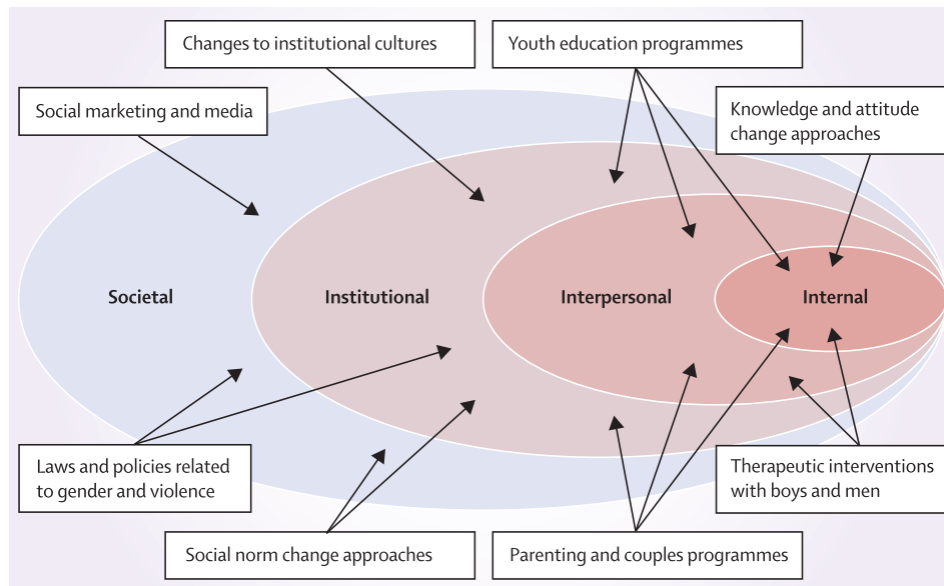 Changes to institutional cultures
Youth education programmes
Social marketing and media
Knowledge and attitude
change approaches
Societal
Institutional
Interpersonal
Internal
Laws and policies related
to gender and violence
Therapeutic interventions
with boys and men
Social norm change approaches
Parenting and couples programmes